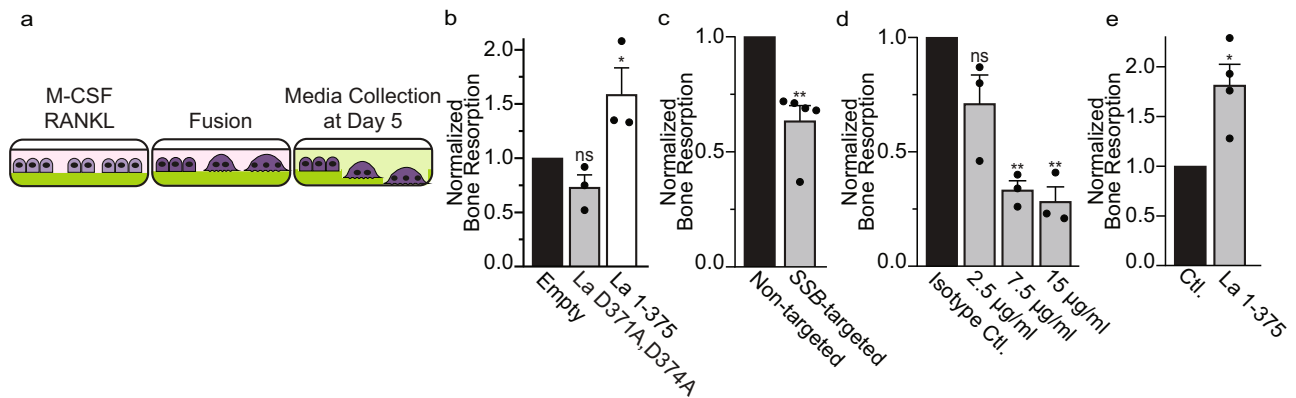 a
M-CSF
RANKL
Fusion
Media Collection
at Day 5
b
Normalized
Bone Resorption
2.0
1.5
1.0
0.5
0.0
ns
*
Empty
La D371A,D374A
La 1-375
c
Normalized
Bone Resorption
1.0
0.5
0.0
**
Non-targeted
SSB-targeted
d
Normalized
Bone Resorption
1.0
0.5
0.0
ns
**
**
Isotype Ctl.
2.5 µg/ml
7.5 µg/ml
15 µg/ml
e
Normalized
Bone Resorption
2.0
1.5
1.0
0.5
0.0
*
Ctl.
La 1-375